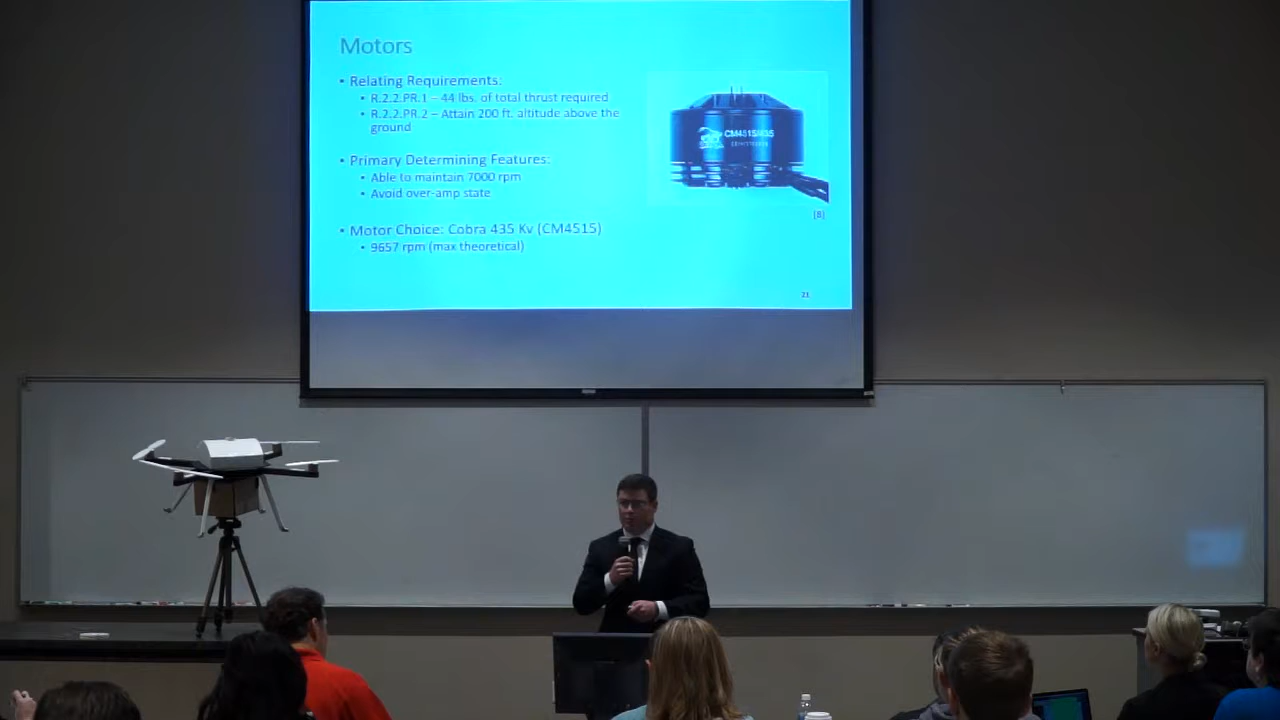 Motors
• Relating Requirements:
• R.2.2.PR.1 – 44 lbs. of total thrust required
• R.2.2.PR.2 – Attain 200 ft. altitude above the
ground
• Primary Determining Features:
• Able to maintain 7000 rpm
• Avoid over-amp state
• Motor Choice: Cobra 435 Kv (CM4515)
• 9657 rpm (max theoretical)
CM4515/435
[8]
21